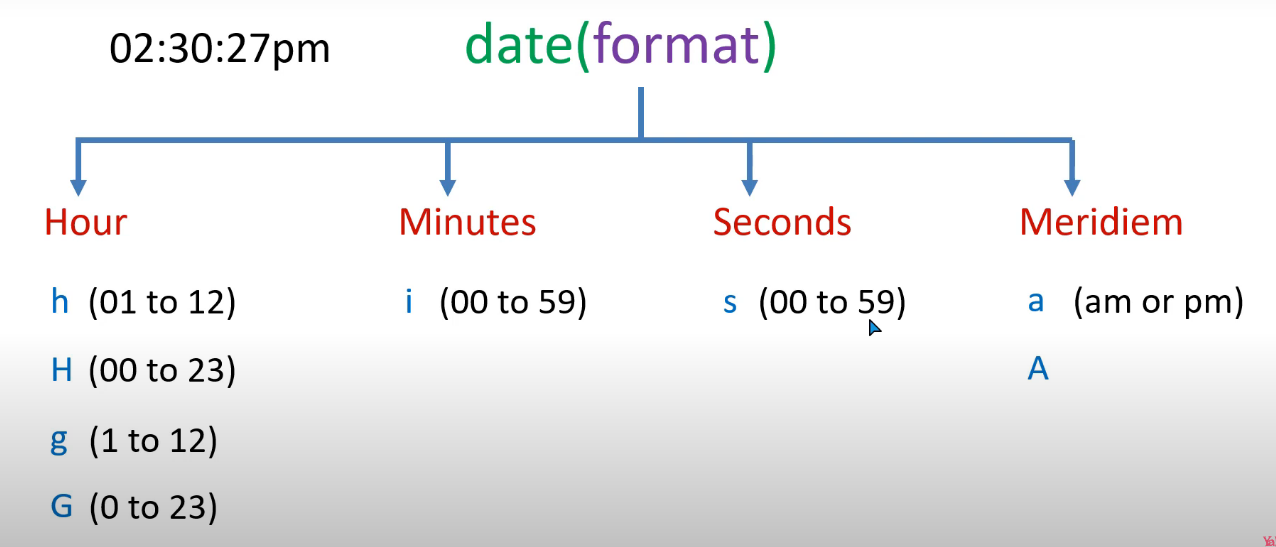 02:30:27pm date(format)
Hour Minutes Seconds Meridiem
h (01 to 12) i (00 to 59) s (00 to 59) a (am or pm)
H (00 to 23) A
g (1 to 12)
G (0 to 23)